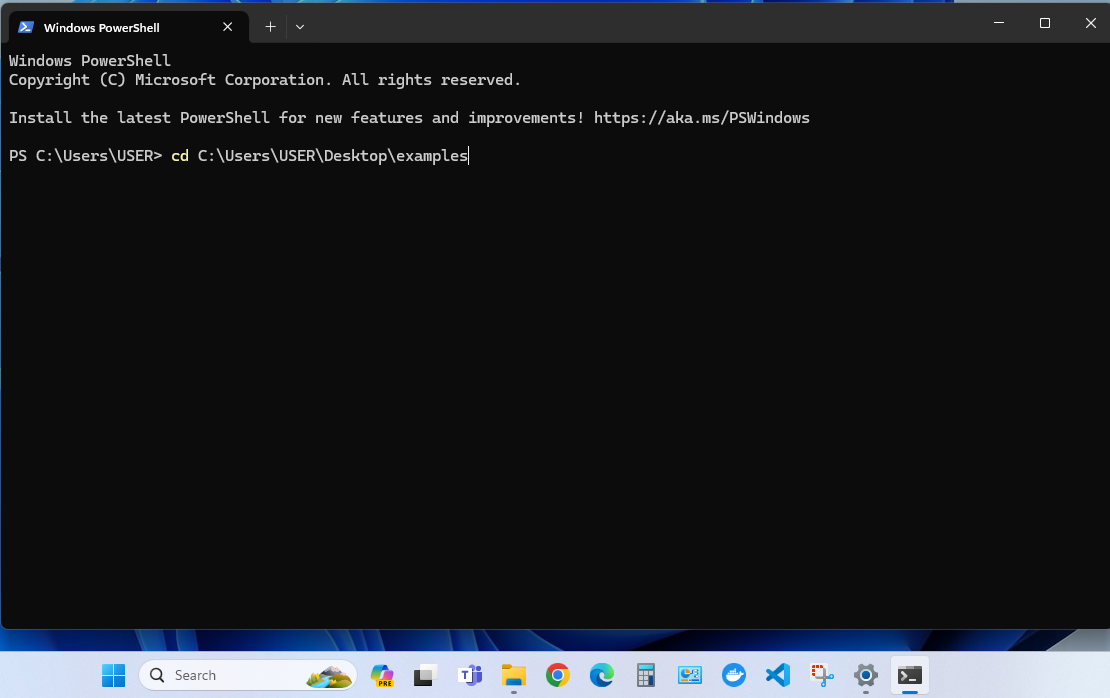 Windows PowerShell
Windows PowerShell
Copyright (C) Microsoft Corporation. All rights reserved.
Install the latest PowerShell for new features and improvements! https://aka.ms/PSWindows
PS C:\Users\USER> cd C:\Users\USER\Desktop\examples
Search
PRE